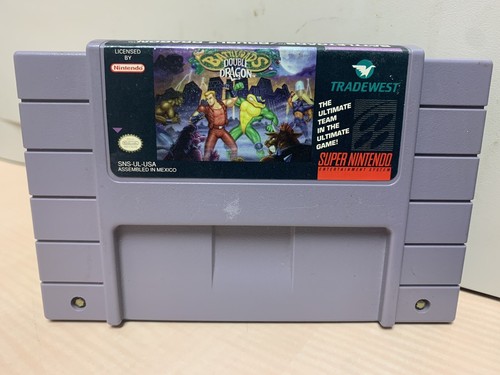 LICENSED
BY
Nintendo
BATTLETOADS
DOUBLE
DRAGON
TRADEWEST
THE
ULTIMATE
TEAM
IN THE
ULTIMATE
GAME!
SNS-UL-USA
ASSEMBLED IN MEXICO
SUPER NINTENDO
ENTERTAINMENT SYSTEM